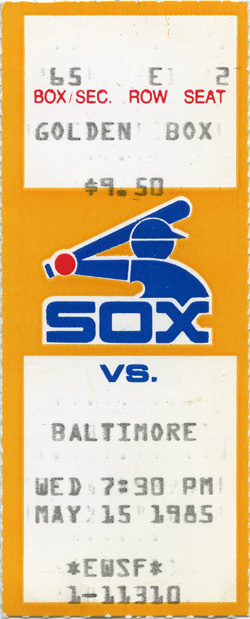 65 E 2
BOX/SEC. ROW SEAT
GOLDEN BOX
$9.50
SOX
VS.
BALTIMORE
WED 7:30 PM
MAY 15 1985
*EWSF*
1-11310